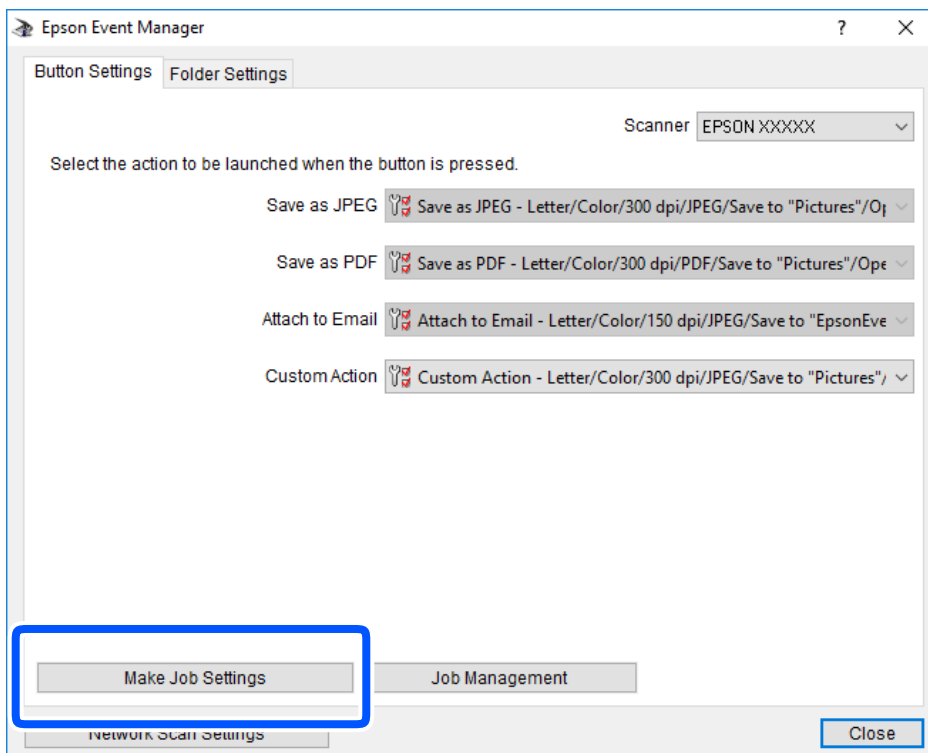 Epson Event Manager
Button Settings Folder Settings
Scanner EPSON XXXXX
Select the action to be launched when the button is pressed.
Save as JPEG Save as JPEG - Letter/Color/300 dpi/JPEG/Save to "Pictures"/Op
Save as PDF Save as PDF - Letter/Color/300 dpi/PDF/Save to "Pictures"/Ope
Attach to Email Attach to Email - Letter/Color/150 dpi/JPEG/Save to "EpsonEve
Custom Action Custom Action - Letter/Color/300 dpi/JPEG/Save to "Pictures"/
Make Job Settings Job Management
Network Scan Settings Close